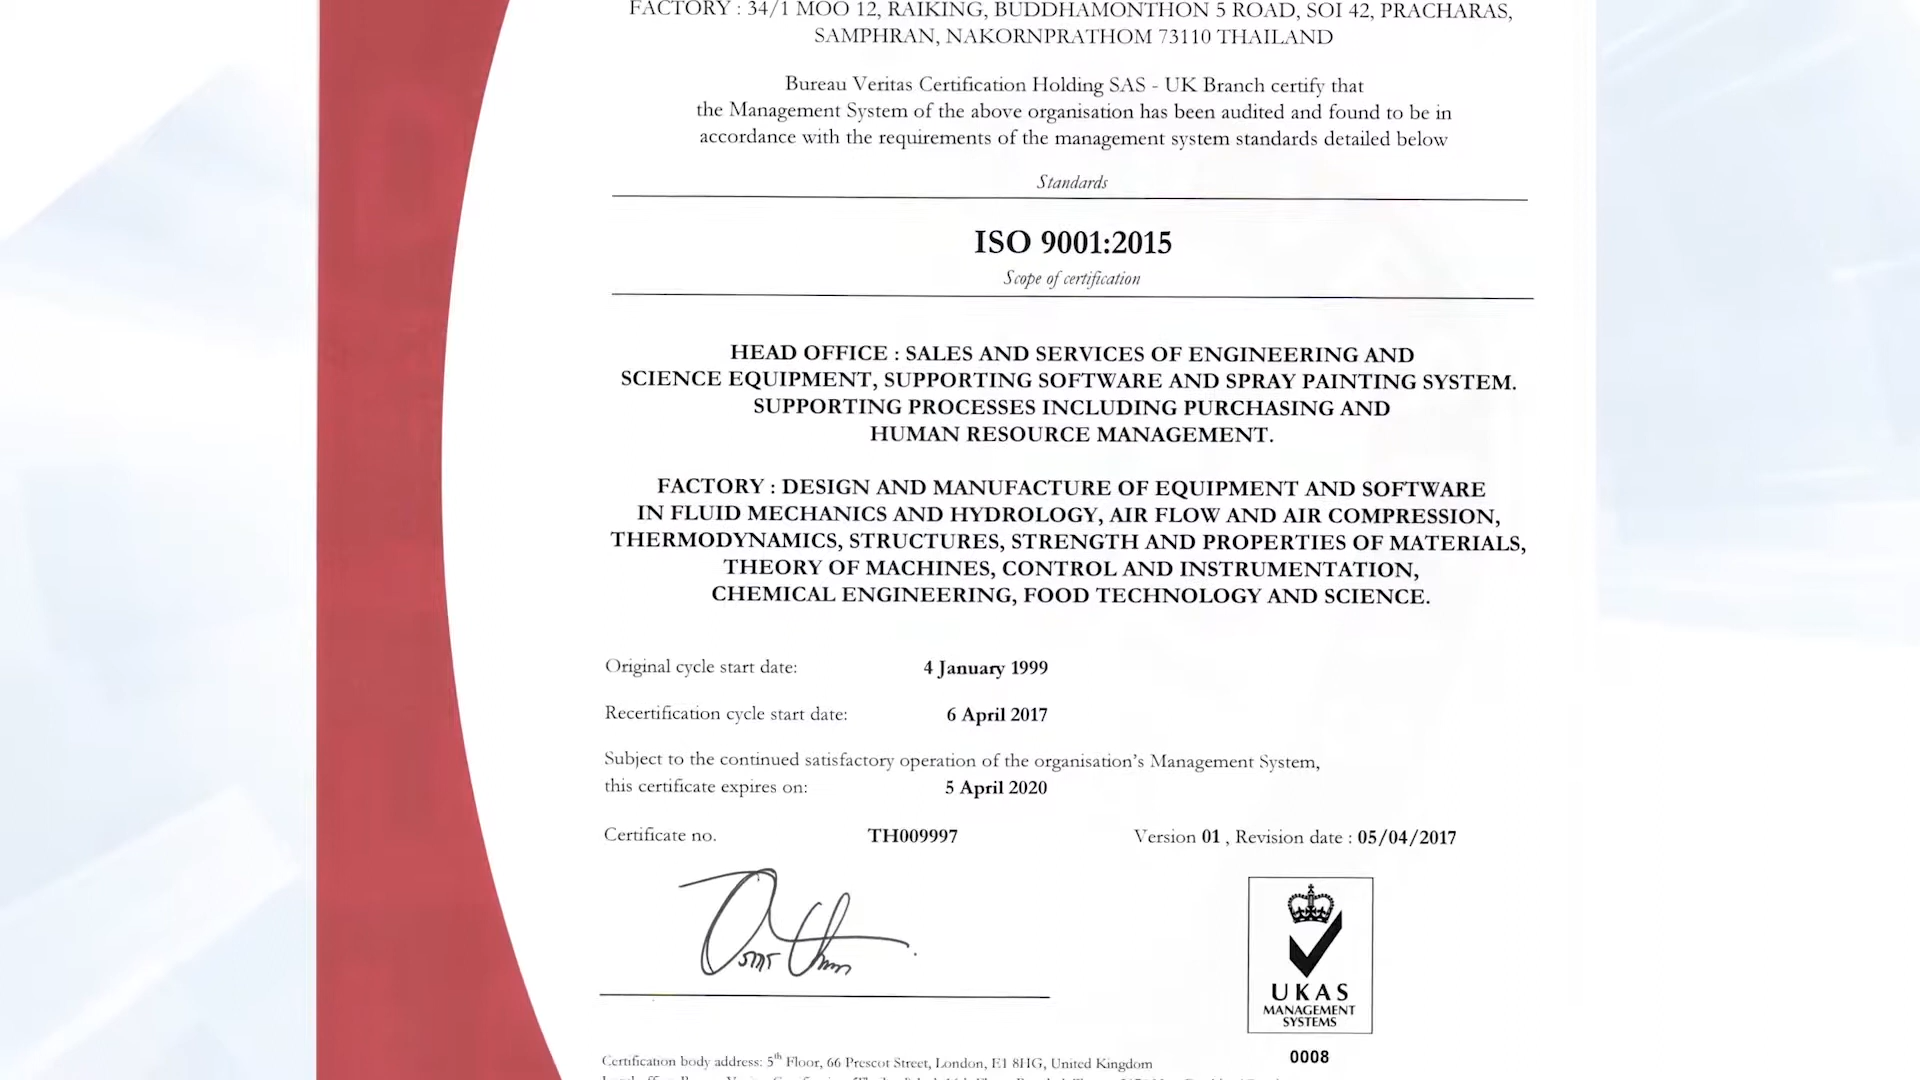 FACTORY : 34/1 MOO 12, RAIKING, BUDDHAMONTHON 5 ROAD, SOI 42, PRACHARAS,
SAMPHRAN, NAKORNPRATHOM 73110 THAILAND
Bureau Veritas Certification Holding SAS - UK Branch certify that
the Management System of the above organisation has been audited and found to be in
accordance with the requirements of the management system standards detailed below
Standards
ISO 9001:2015
Scope of certification
HEAD OFFICE : SALES AND SERVICES OF ENGINEERING AND
SCIENCE EQUIPMENT, SUPPORTING SOFTWARE AND SPRAY PAINTING SYSTEM.
SUPPORTING PROCESSES INCLUDING PURCHASING AND
HUMAN RESOURCE MANAGEMENT.
FACTORY : DESIGN AND MANUFACTURE OF EQUIPMENT AND SOFTWARE
IN FLUID MECHANICS AND HYDROLOGY, AIR FLOW AND AIR COMPRESSION,
THERMODYNAMICS, STRUCTURES, STRENGTH AND PROPERTIES OF MATERIALS,
THEORY OF MACHINES, CONTROL AND INSTRUMENTATION,
CHEMICAL ENGINEERING, FOOD TECHNOLOGY AND SCIENCE.
Original cycle start date: 4 January 1999
Recertification cycle start date: 6 April 2017
Subject to the continued satisfactory operation of the organisation's Management System,
this certificate expires on: 5 April 2020
Certificate no. TH009997 Version 01 , Revision date : 05/04/2017
UKAS
MANAGEMENT
SYSTEMS
0008
Certification body address: 5th Floor, 66 Prescot Street, London, E1 8HG, United Kingdom